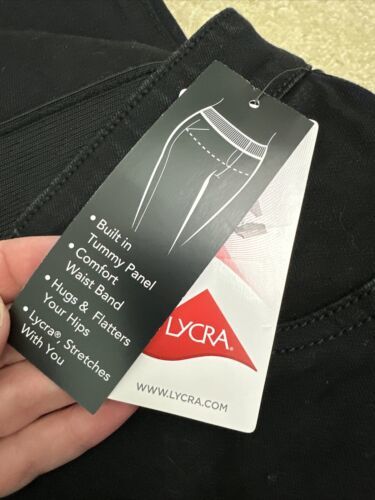 • Built in
Tummy Panel
• Comfort
Waist Band
• Hugs & Flatters
Your Hips
• Lycra®, Stretches
With You
LYCRA®
WWW.LYCRA.COM